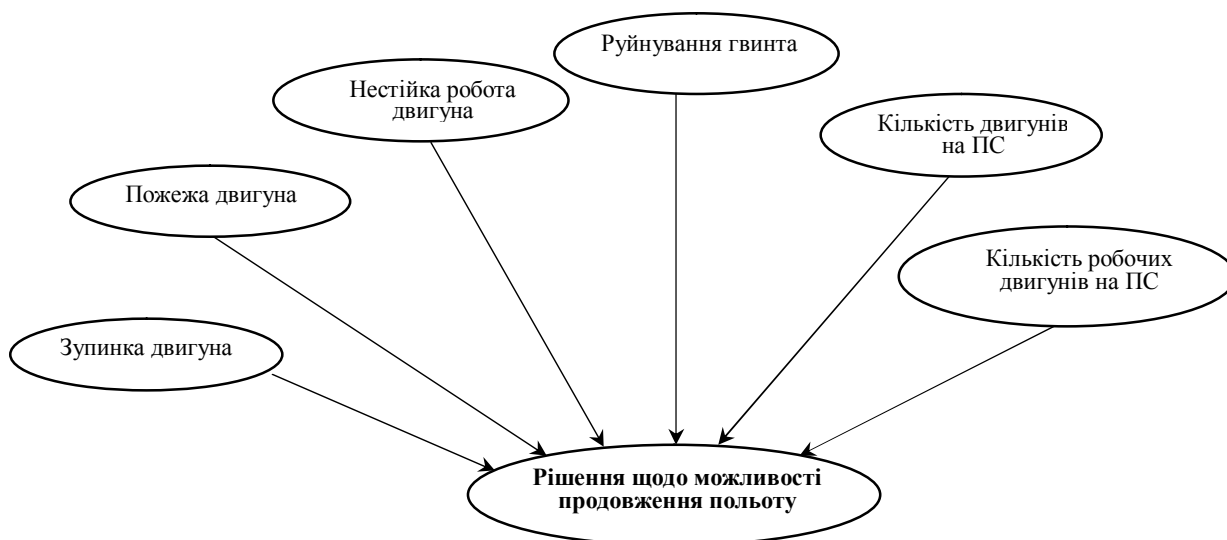 Руйнування гвинта
Нестійка робота
двигуна
Кількість двигунів
на ПС
Пожежа двигуна
Кількість робочих
двигунів на ПС
Зупинка двигуна
Рішення щодо можливості
продовження польоту